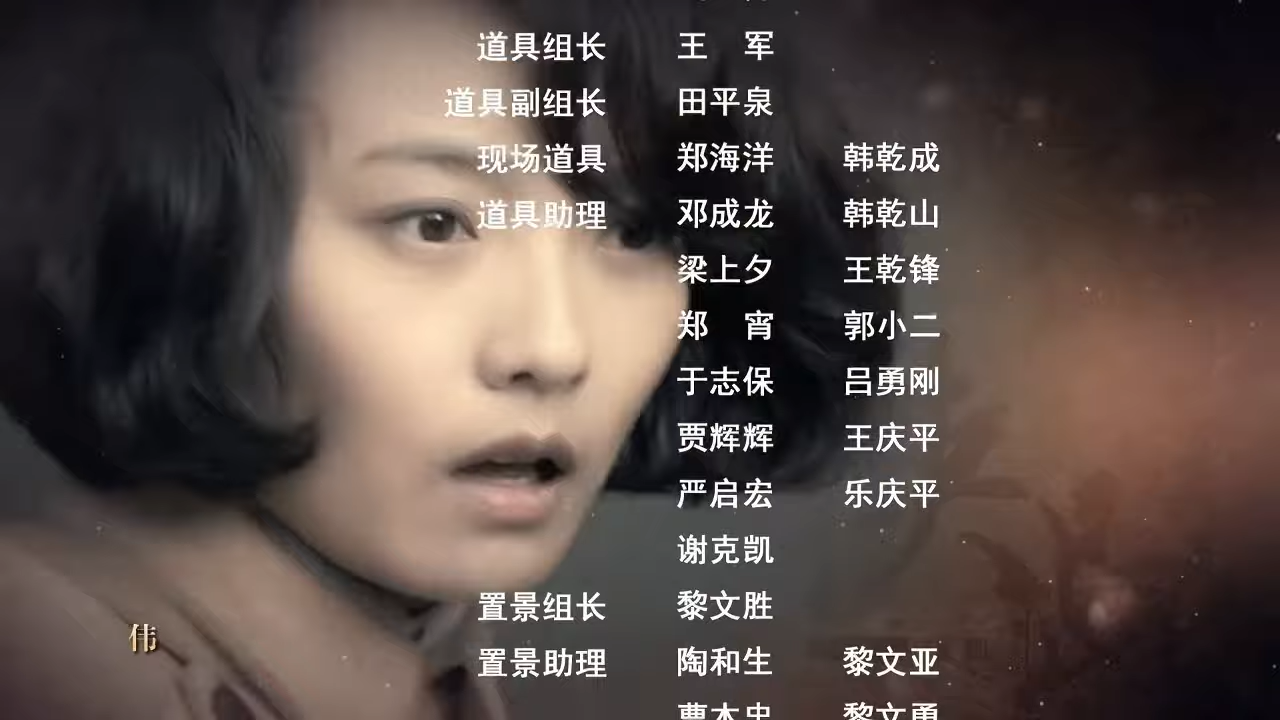 道具组长 王 军
道具副组长 田平泉
现场道具 郑海洋 韩乾成
道具助理 邓成龙 韩乾山
梁上夕 王乾锋
郑 宵 郭小二
于志保 吕勇刚
贾辉辉 王庆平
严启宏 乐庆平
谢克凯
置景组长 黎文胜
伟
置景助理 陶和生 黎文亚
黎文勇